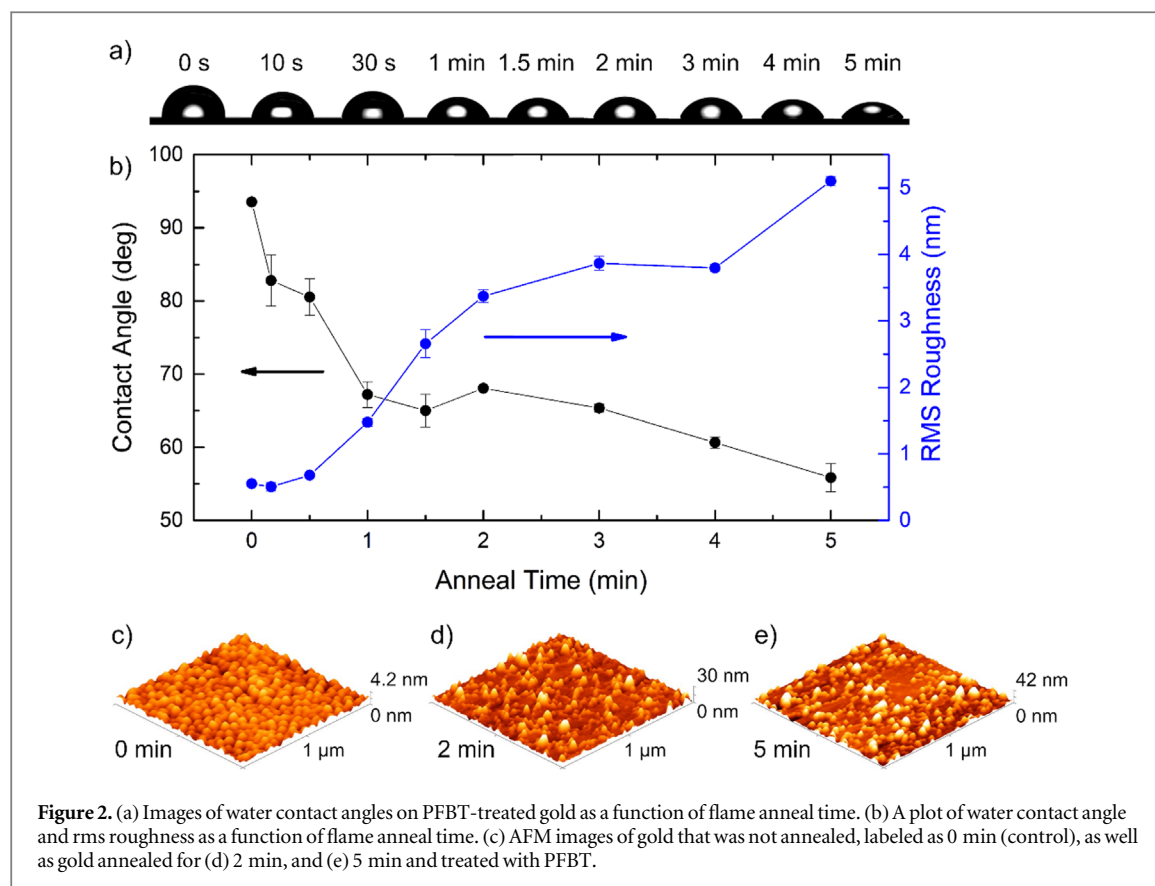 a)
0 s 10s 30 s 1 min 1.5 min 2 min 3 min 4 min 5 min
b)
100
90
80
70
60
50
Contact Angle (deg)
5
4
3
2
1
0
RMS Roughness (nm)
0 1 2 3 4 5
Anneal Time (min)
c)
4.2 nm
0 nm
0 min
1 µm
d)
30 nm
0 nm
2 min
1 µm
e)
42 nm
0 nm
5 min
1 µm
Figure 2. (a) Images of water contact angles on PFBT-treated gold as a function of flame anneal time. (b) A plot of water contact angle
and rms roughness as a function of flame anneal time. (c) AFM images of gold that was not annealed, labeled as 0 min (control), as well
as gold annealed for (d) 2 min, and (e) 5 min and treated with PFBT.